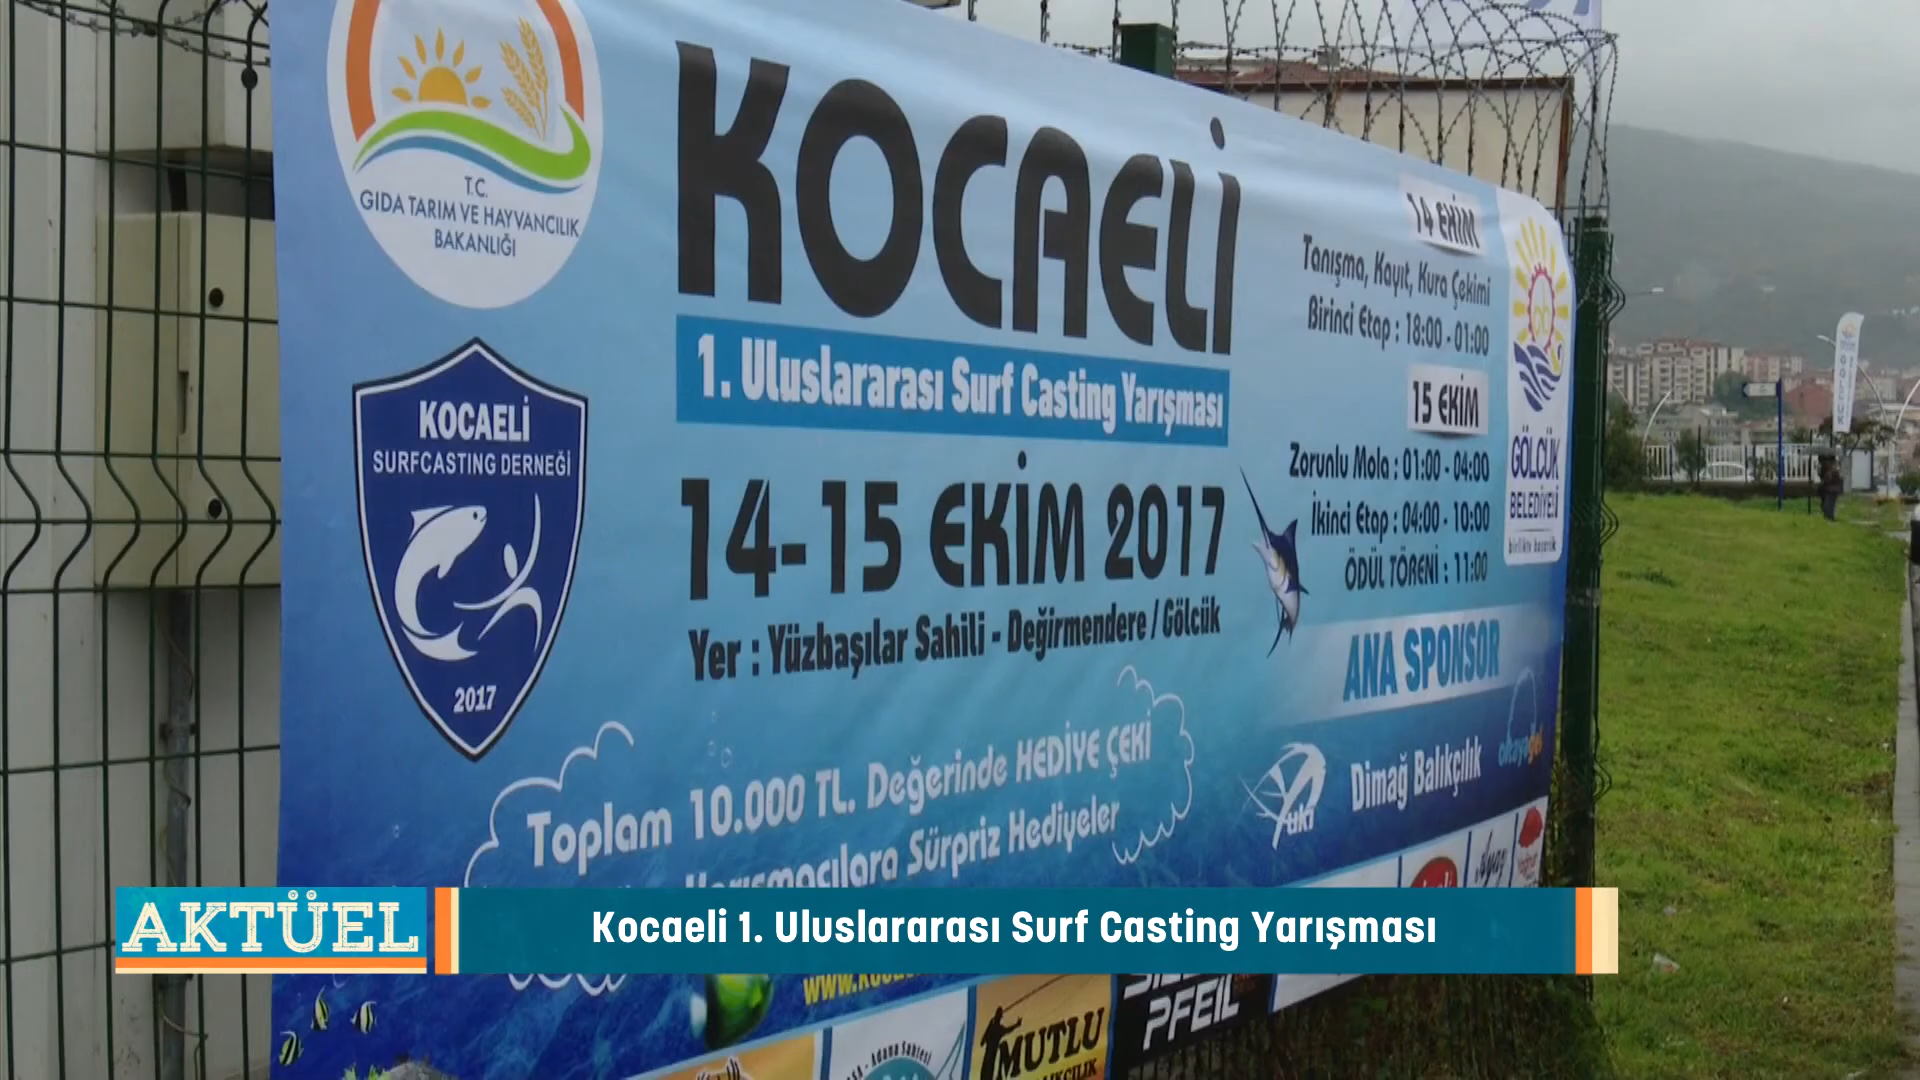 T.C.
GIDA TARIM VE HAYVANCILIK
BAKANLIĞI
KOCAELİ
SURFCASTING DERNEĞİ
2017
KOCAELİ
1. Uluslararası Surf Casting Yarışması
14-15 EKİM 2017
Yer : Yüzbaşılar Sahili - Değirmendere / Gölcük
Toplam 10.000 TL. Değerinde HEDİYE ÇEKİ
Yarışmacılara Sürpriz Hediyeler
14 EKİM
Tanışma, Kayıt, Kura Çekimi
Birinci Etap : 18:00 - 01:00
15 EKİM
Zorunlu Mola : 01:00 - 04:00
İkinci Etap : 04:00 - 10:00
ÖDÜL TÖRENİ : 11:00
GÖLCÜK
BELEDİYESİ
birlikte başardık
ANA SPONSOR
Yuki
Dimağ Balıkçılık
AKTÜEL
Kocaeli 1. Uluslararası Surf Casting Yarışması
MUTLU
PFEIL